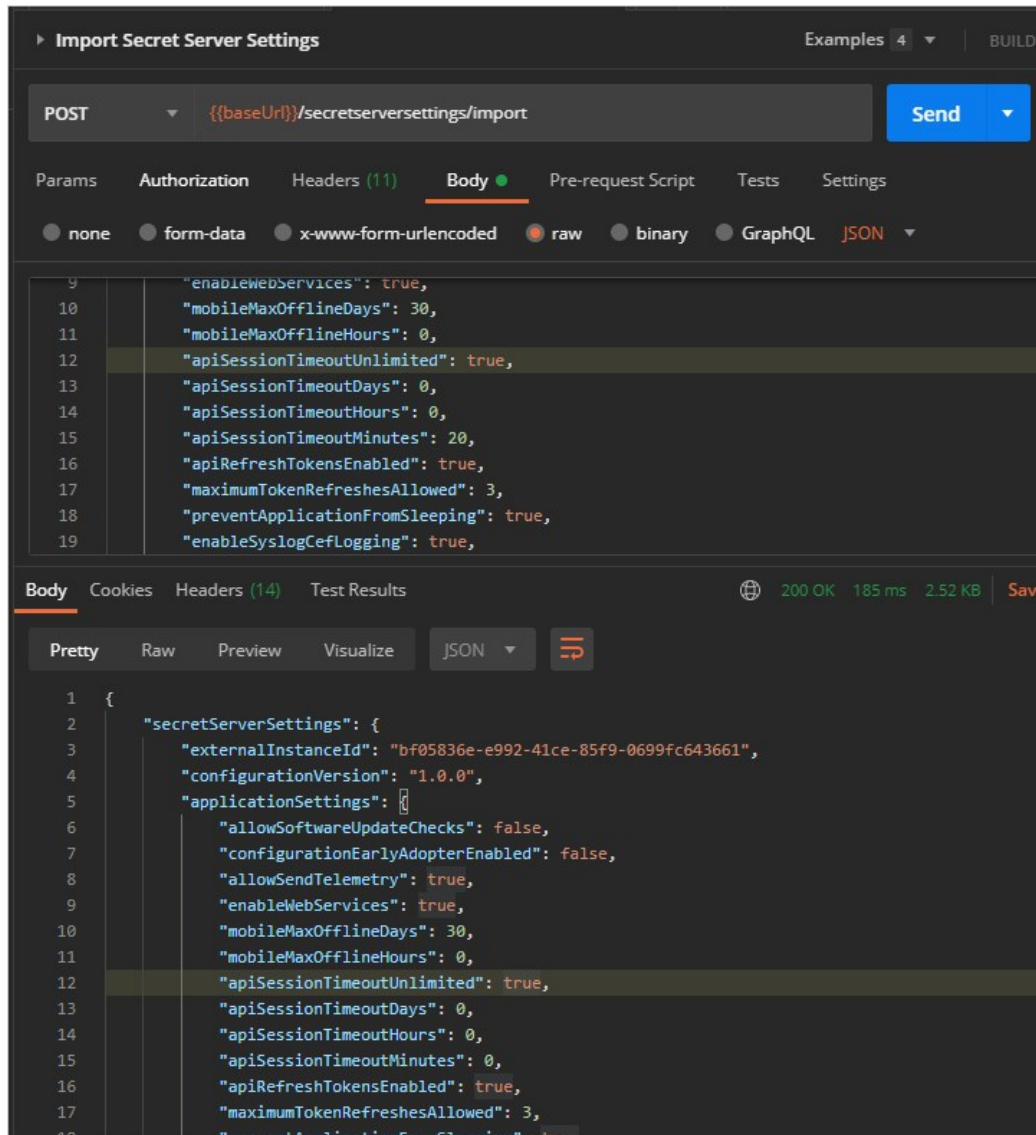 Import Secret Server Settings Examples 4 BUILD
POST {{baseUrl}}/secretserversettings/import Send
Params Authorization Headers (11) Body Pre-request Script Tests Settings
none form-data x-www-form-urlencoded raw binary GraphQL JSON
9 "enableWebServices": true,
10 "mobileMaxOfflineDays": 30,
11 "mobileMaxOfflineHours": 0,
12 "apiSessionTimeoutUnlimited": true,
13 "apiSessionTimeoutDays": 0,
14 "apiSessionTimeoutHours": 0,
15 "apiSessionTimeoutMinutes": 20,
16 "apiRefreshTokensEnabled": true,
17 "maximumTokenRefreshesAllowed": 3,
18 "preventApplicationFromSleeping": true,
19 "enableSyslogCefLogging": true,
Body Cookies Headers (14) Test Results 200 OK 185 ms 2.52 KB Sav
Pretty Raw Preview Visualize JSON
1 {
2 "secretServerSettings": {
3 "externalInstanceId": "bf05836e-e992-41ce-85f9-0699fc643661",
4 "configurationVersion": "1.0.0",
5 "applicationSettings": {
6 "allowSoftwareUpdateChecks": false,
7 "configurationEarlyAdopterEnabled": false,
8 "allowSendTelemetry": true,
9 "enableWebServices": true,
10 "mobileMaxOfflineDays": 30,
11 "mobileMaxOfflineHours": 0,
12 "apiSessionTimeoutUnlimited": true,
13 "apiSessionTimeoutDays": 0,
14 "apiSessionTimeoutHours": 0,
15 "apiSessionTimeoutMinutes": 0,
16 "apiRefreshTokensEnabled": true,
17 "maximumTokenRefreshesAllowed": 3,